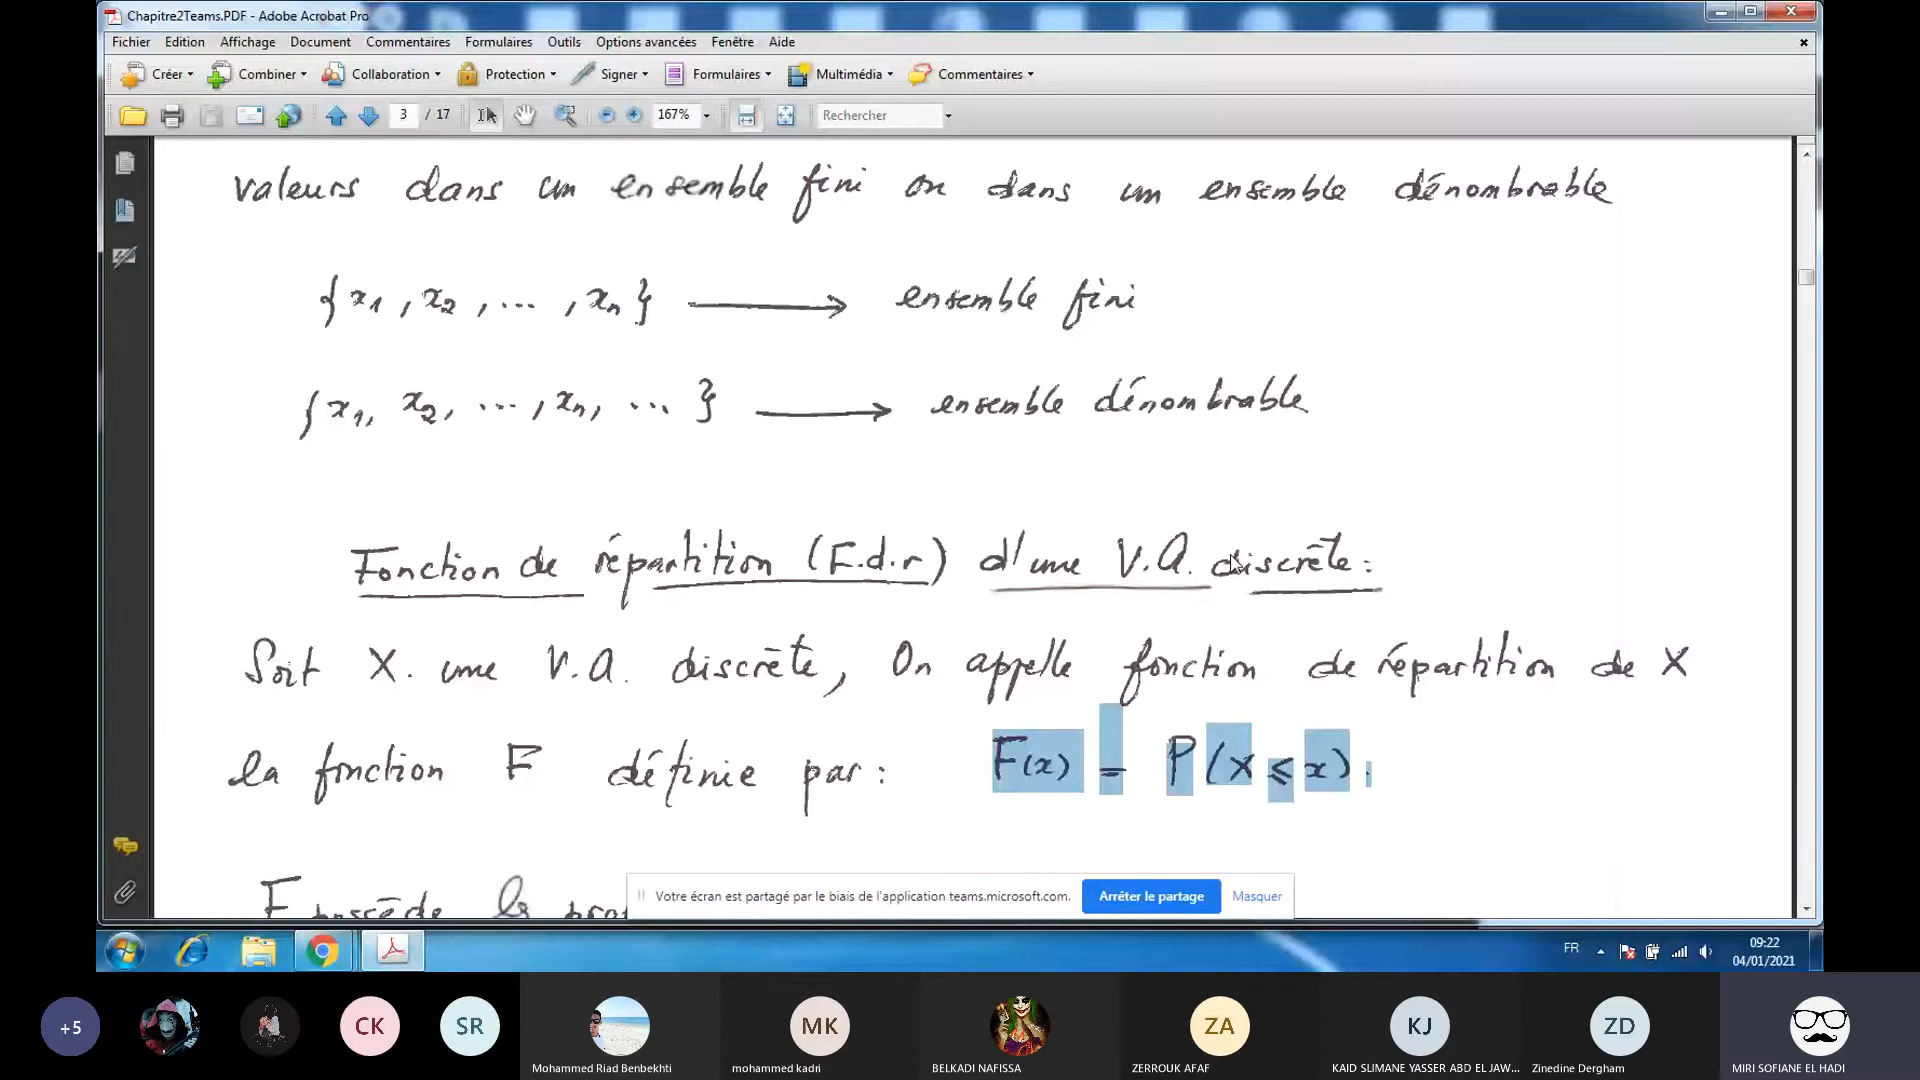 Chapitre2Teams.PDF - Adobe Acrobat Pro
Fichier Edition Affichage Document Commentaires Formulaires Outils Options avancées Fenêtre Aide
Créer Combiner Collaboration Protection Signer Formulaires Multimédia Commentaires
3 / 17 167% Rechercher
valeurs dans un ensemble fini ou dans un ensemble dénombrable
{x1, x2, ..., xn} ⟶ ensemble fini
{x1, x2, ..., xn, ...} ⟶ ensemble dénombrable
Fonction de répartition (F.d.r) d'une V.A. discrète:
Soit X. une V.A. discrète, On appelle fonction de répartition de X
la fonction F définie par: F(x) = P(X ⩽ x).
F possède
Votre écran est partagé par le biais de l'application teams.microsoft.com. Arrêter le partage Masquer
FR 09:22
04/01/2021
+5 CK SR MK ZA KJ ZD
Mohammed Riad Benbekhti mohammed kadri BELKADI NAFISSA ZERROUK AFAF KAID SLIMANE YASSER ABD EL JAW... Zinedine Dergham MIRI SOFIANE EL HADI